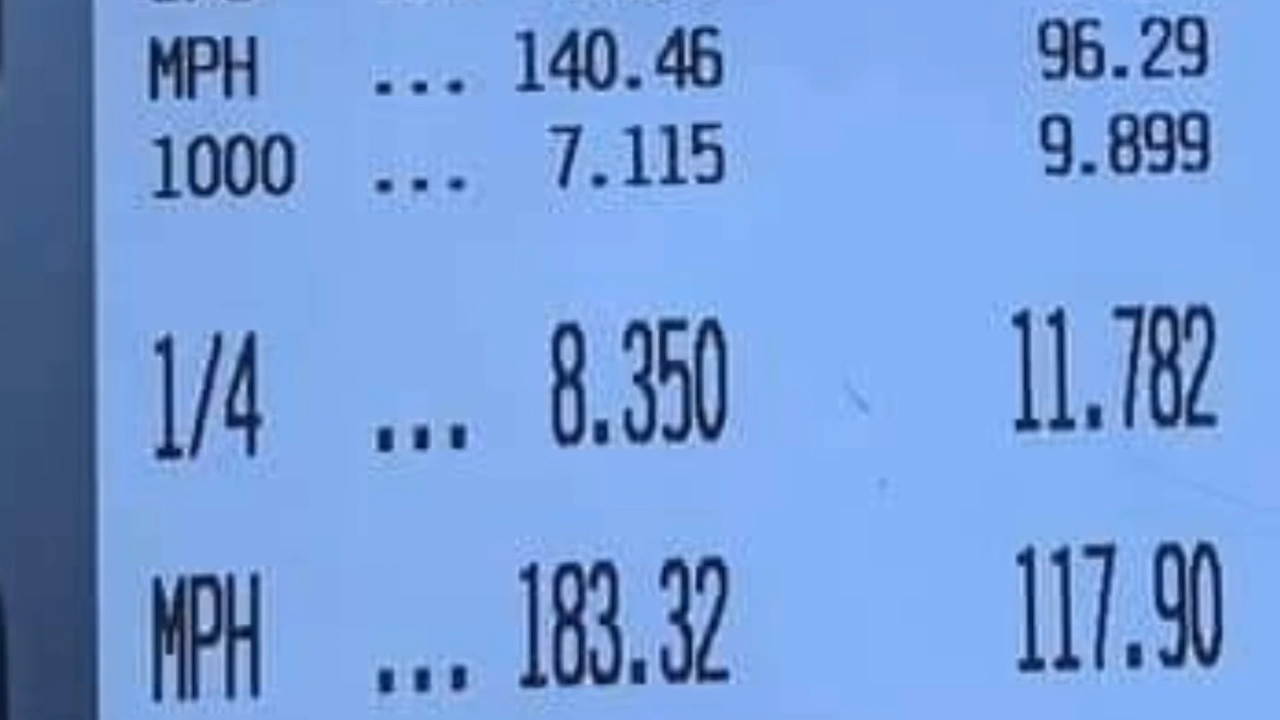 MPH ... 140.46 96.29
1000 ... 7.115 9.899
1/4 ... 8.350 11.782
MPH ... 183.32 117.90